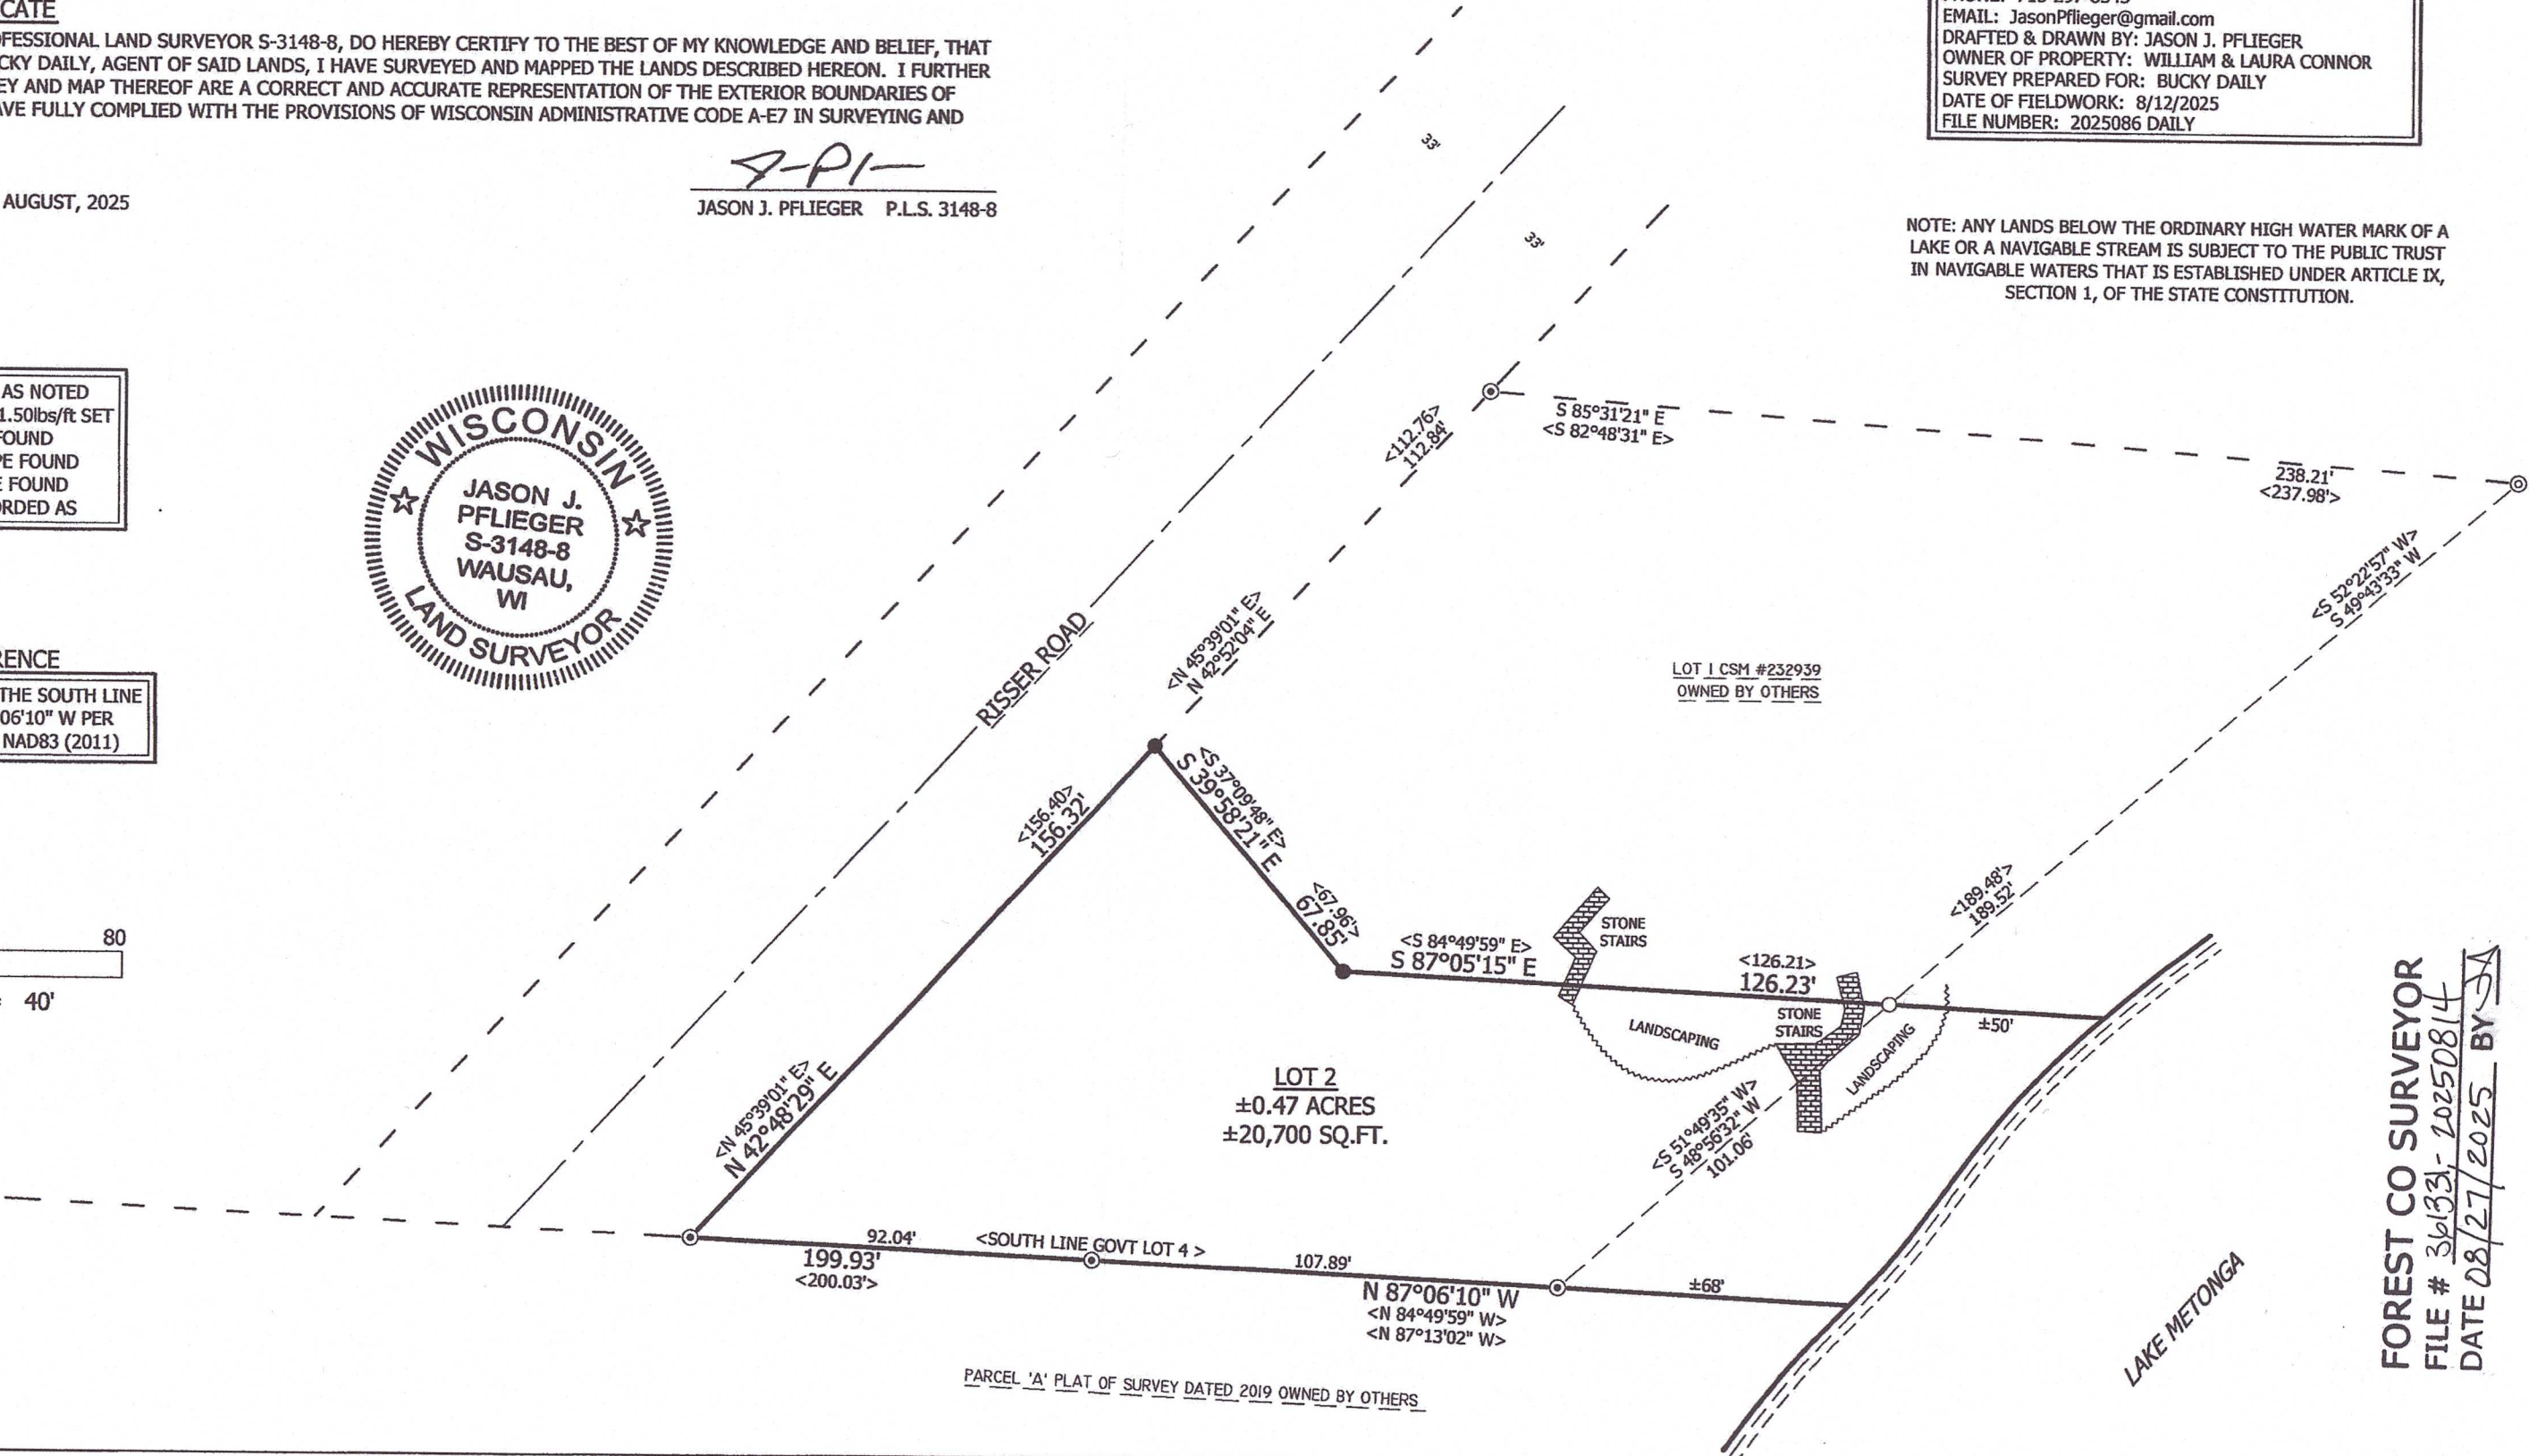 CATE
FESSIONAL LAND SURVEYOR S-3148-8, DO HEREBY CERTIFY TO THE BEST OF MY KNOWLEDGE AND BELIEF, THAT
CKY DAILY, AGENT OF SAID LANDS, I HAVE SURVEYED AND MAPPED THE LANDS DESCRIBED HEREON. I FURTHER
EY AND MAP THEREOF ARE A CORRECT AND ACCURATE REPRESENTATION OF THE EXTERIOR BOUNDARIES OF
AVE FULLY COMPLIED WITH THE PROVISIONS OF WISCONSIN ADMINISTRATIVE CODE A-E7 IN SURVEYING AND
AUGUST, 2025
JASON J. PFLIEGER P.L.S. 3148-8
EMAIL: JasonPflieger@gmail.com
DRAFTED & DRAWN BY: JASON J. PFLIEGER
OWNER OF PROPERTY: WILLIAM & LAURA CONNOR
SURVEY PREPARED FOR: BUCKY DAILY
DATE OF FIELDWORK: 8/12/2025
FILE NUMBER: 2025086 DAILY
NOTE: ANY LANDS BELOW THE ORDINARY HIGH WATER MARK OF A
LAKE OR A NAVIGABLE STREAM IS SUBJECT TO THE PUBLIC TRUST
IN NAVIGABLE WATERS THAT IS ESTABLISHED UNDER ARTICLE IX,
SECTION 1, OF THE STATE CONSTITUTION.
AS NOTED
1.50lbs/ft SET
FOUND
PE FOUND
E FOUND
RDED AS
WISCONSIN
JASON J.
PFLIEGER
S-3148-8
WAUSAU,
WI
LAND SURVEYOR
RENCE
THE SOUTH LINE
06'10" W PER
NAD83 (2011)
80
40'
33'
33'
RISSER ROAD
<112.76>
112.84'
S 85°31'21" E
<S 82°48'31" E>
238.21'
<237.98'>
<S 52°22'57" W>
S 49°43'33" W
<N 45°39'01" E>
N 42°52'04" E
LOT 1 CSM #232939
OWNED BY OTHERS
<156.40>
156.32'
<S 37°09'48" E>
S 39°58'21" E
<67.96>
67.85'
<S 84°49'59" E>
S 87°05'15" E
STONE
STAIRS
<126.21>
126.23'
<189.48'>
189.52'
STONE
STAIRS
LANDSCAPING
LANDSCAPING
±50'
<N 45°39'01" E>
N 42°48'29" E
LOT 2
±0.47 ACRES
±20,700 SQ.FT.
<S 51°49'35" W>
S 48°56'32" W
101.06'
92.04'
199.93'
<200.03'>
<SOUTH LINE GOVT LOT 4 >
107.89'
N 87°06'10" W
<N 84°49'59" W>
<N 87°13'02" W>
±68'
PARCEL 'A' PLAT OF SURVEY DATED 2019 OWNED BY OTHERS
LAKE METONGA
FOREST CO SURVEYOR
FILE # 361331-20250814
DATE 08/27/2025 BY